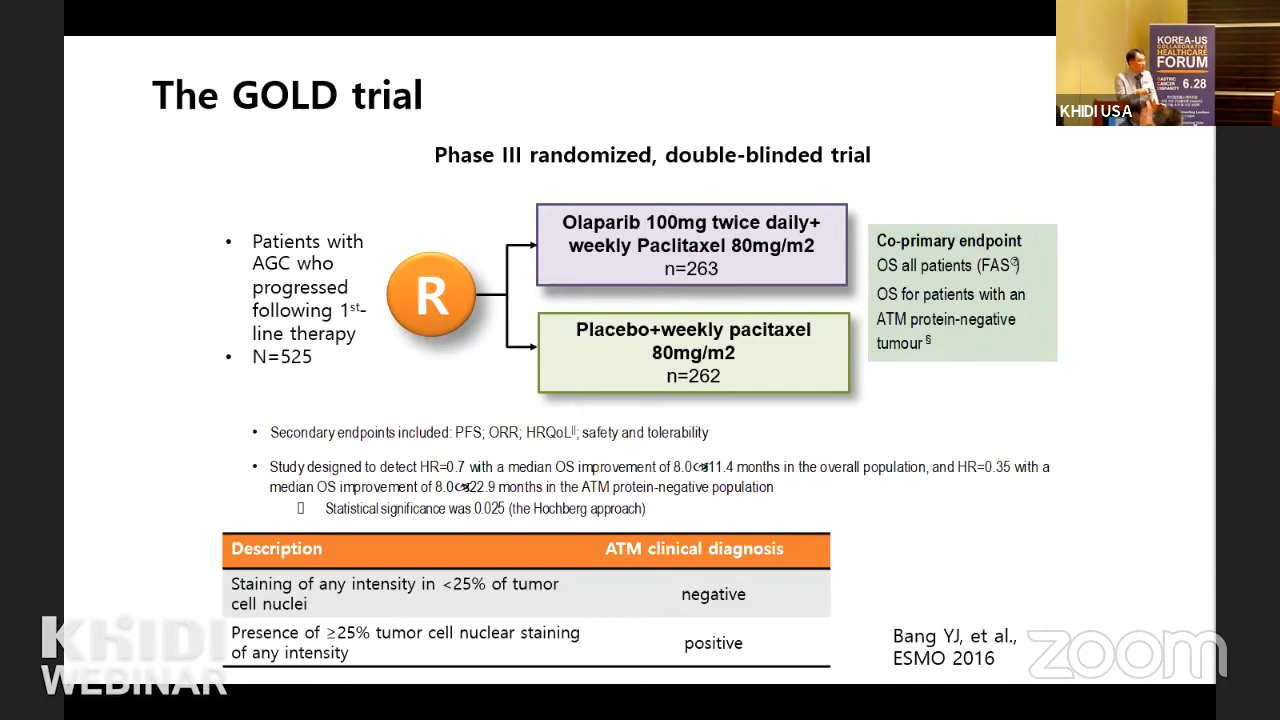 The GOLD trial
KHIDI USA
KOREA-US
COLLABORATIVE
HEALTHCARE
FORUM
GASTRIC
CANCER
DISPARITY
6.28
Phase III randomized, double-blinded trial
• Patients with
AGC who
progressed
following 1st-
line therapy
• N=525
R
Olaparib 100mg twice daily+
weekly Paclitaxel 80mg/m2
n=263
Placebo+weekly pacitaxel
80mg/m2
n=262
Co-primary endpoint
OS all patients (FAS)
OS for patients with an
ATM protein-negative
tumour §
• Secondary endpoints included: PFS; ORR; HRQoL||; safety and tolerability
• Study designed to detect HR=0.7 with a median OS improvement of 8.0 11.4 months in the overall population, and HR=0.35 with a
median OS improvement of 8.0 22.9 months in the ATM protein-negative population
Statistical significance was 0.025 (the Hochberg approach)
Description ATM clinical diagnosis
Staining of any intensity in <25% of tumor
cell nuclei
negative
Presence of ≥25% tumor cell nuclear staining
of any intensity
positive
Bang YJ, et al.,
ESMO 2016
KHIDI
WEBINAR
zoom